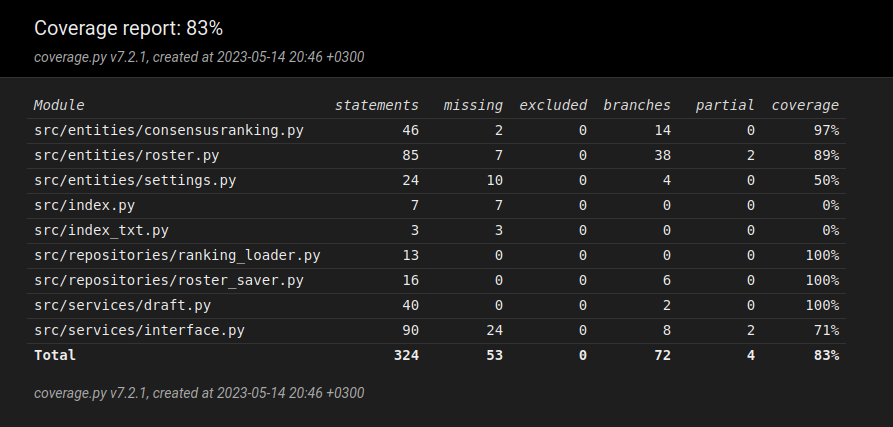 Coverage report: 83%
coverage.py v7.2.1, created at 2023-05-14 20:46 +0300
Module statements missing excluded branches partial coverage
src/entities/consensusranking.py 46 2 0 14 0 97%
src/entities/roster.py 85 7 0 38 2 89%
src/entities/settings.py 24 10 0 4 0 50%
src/index.py 7 7 0 0 0 0%
src/index_txt.py 3 3 0 0 0 0%
src/repositories/ranking_loader.py 13 0 0 0 0 100%
src/repositories/roster_saver.py 16 0 0 6 0 100%
src/services/draft.py 40 0 0 2 0 100%
src/services/interface.py 90 24 0 8 2 71%
Total 324 53 0 72 4 83%
coverage.py v7.2.1, created at 2023-05-14 20:46 +0300